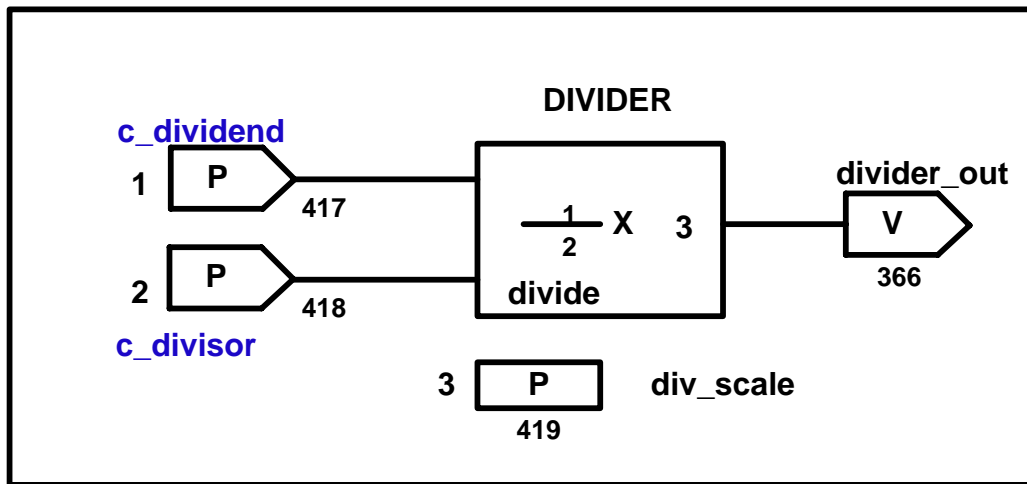 DIVIDER
c_dividend
1 P
417
divider_out
V
366
1
2
X 3
divide
2 P
418
c_divisor
3 P div_scale
419